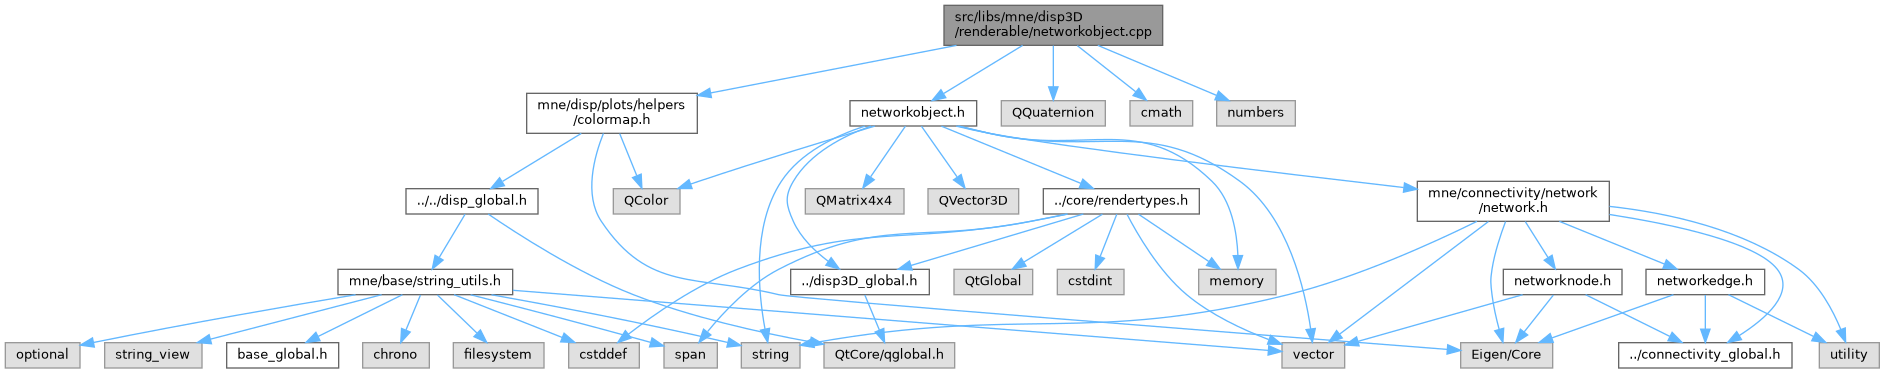 src/libs/mne/disp3D
/renderable/networkobject.cpp
mne/disp/plots/helpers
/colormap.h
networkobject.h
QQuaternion
cmath
numbers
../../disp_global.h
QColor
QMatrix4x4
QVector3D
../core/rendertypes.h
mne/connectivity/network
/network.h
mne/base/string_utils.h
../disp3D_global.h
QtGlobal
cstdint
memory
networknode.h
networkedge.h
optional
string_view
base_global.h
chrono
filesystem
cstddef
span
string
QtCore/qglobal.h
vector
Eigen/Core
../connectivity_global.h
utility